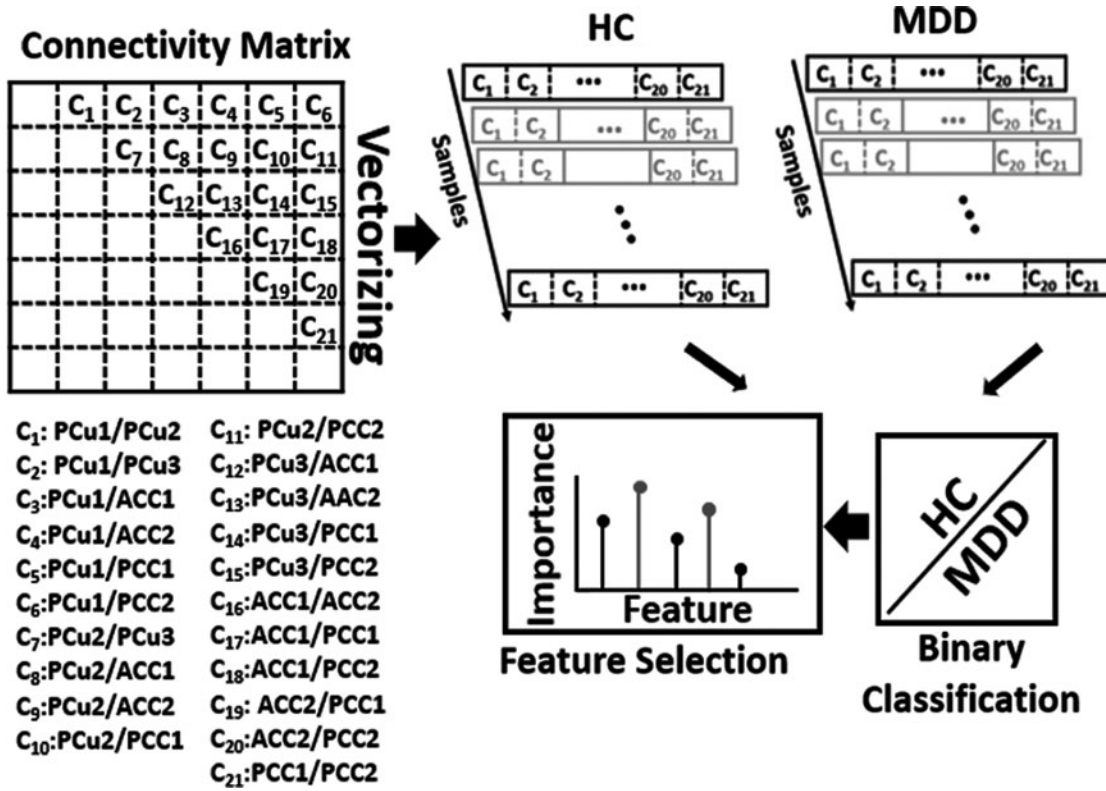 Connectivity Matrix
C₁ C₂ C₃ C₄ C₅ C₆
C₇ C₈ C₉ C₁₀ C₁₁
C₁₂ C₁₃ C₁₄ C₁₅
C₁₆ C₁₇ C₁₈
C₁₉ C₂₀
C₂₁
Vectorizing
HC
C₁ C₂ ••• C₂₀ C₂₁
C₁ C₂ ••• C₂₀ C₂₁
C₁ C₂ C₂₀ C₂₁
Samples
C₁ C₂ ••• C₂₀ C₂₁
MDD
C₁ C₂ ••• C₂₀ C₂₁
C₁ C₂ ••• C₂₀ C₂₁
C₁ C₂ C₂₀ C₂₁
Samples
C₁ C₂ ••• C₂₀ C₂₁
C₁: PCu1/PCu2
C₂: PCu1/PCu3
C₃:PCu1/ACC1
C₄:PCu1/ACC2
C₅:PCu1/PCC1
C₆:PCu1/PCC2
C₇:PCu2/PCu3
C₈:PCu2/ACC1
C₉:PCu2/ACC2
C₁₀:PCu2/PCC1
C₁₁: PCu2/PCC2
C₁₂:PCu3/ACC1
C₁₃:PCu3/AAC2
C₁₄:PCu3/PCC1
C₁₅:PCu3/PCC2
C₁₆:ACC1/ACC2
C₁₇:ACC1/PCC1
C₁₈:ACC1/PCC2
C₁₉: ACC2/PCC1
C₂₀:ACC2/PCC2
C₂₁:PCC1/PCC2
Importance
Feature
Feature Selection
HC
MDD
Binary
Classification